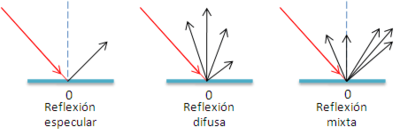 0
Reflexión
especular
0
Reflexión
difusa
0
Reflexión
mixta